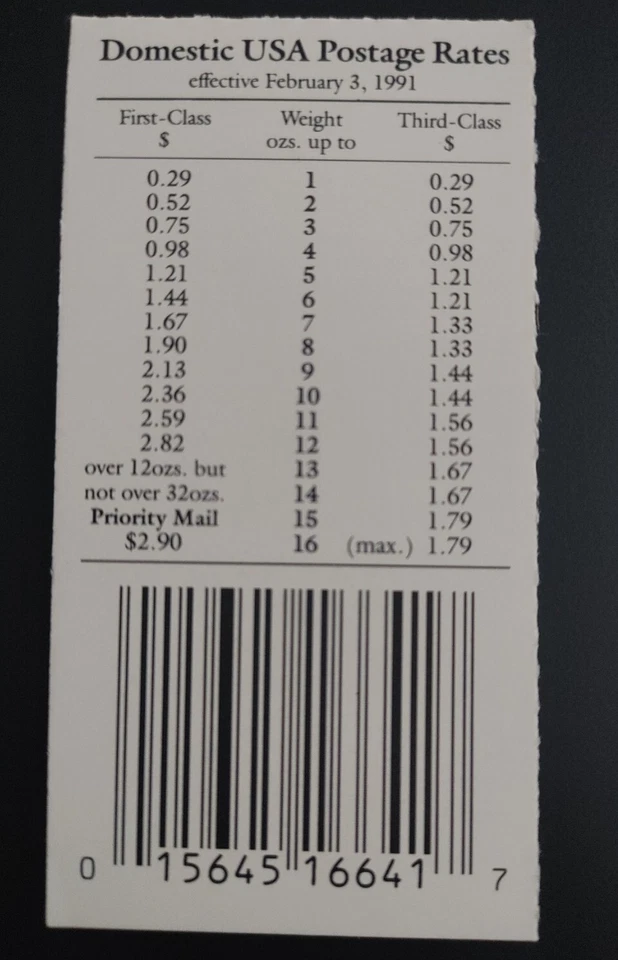 Domestic USA Postage Rates
effective February 3, 1991
First-Class Weight Third-Class
$ ozs. up to $
0.29 1 0.29
0.52 2 0.52
0.75 3 0.75
0.98 4 0.98
1.21 5 1.21
1.44 6 1.21
1.67 7 1.33
1.90 8 1.33
2.13 9 1.44
2.36 10 1.44
2.59 11 1.56
2.82 12 1.56
over 12ozs. but 13 1.67
not over 32ozs. 14 1.67
Priority Mail 15 1.79
$2.90 16 (max.) 1.79
0 15645 16641 7